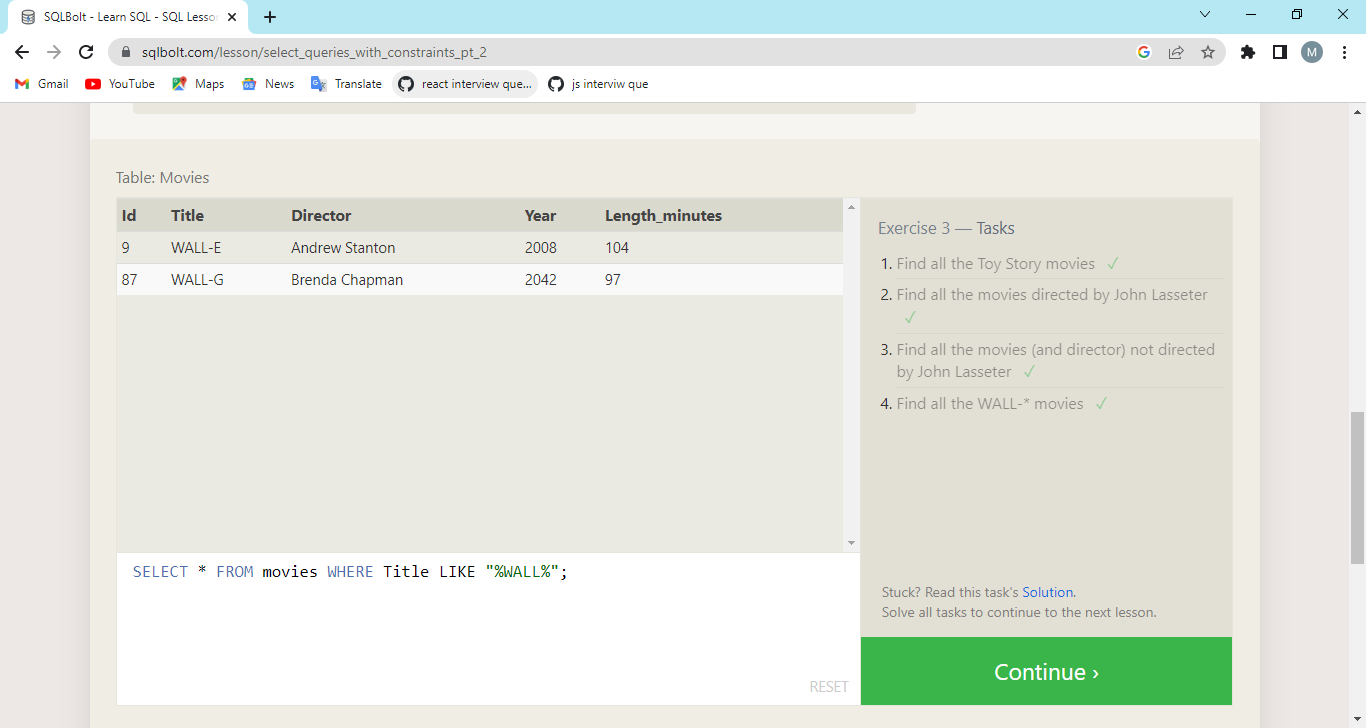 SQLBolt - Learn SQL - SQL Lesson
sqlbolt.com/lesson/select_queries_with_constraints_pt_2
M
Gmail YouTube Maps News Translate react interview que... js interviw que
Table: Movies
Id Title Director Year Length_minutes
9 WALL-E Andrew Stanton 2008 104
87 WALL-G Brenda Chapman 2042 97
Exercise 3 — Tasks
1. Find all the Toy Story movies ✓
2. Find all the movies directed by John Lasseter
✓
3. Find all the movies (and director) not directed
by John Lasseter ✓
4. Find all the WALL-* movies ✓
SELECT * FROM movies WHERE Title LIKE "%WALL%";
RESET
Stuck? Read this task's Solution.
Solve all tasks to continue to the next lesson.
Continue ›